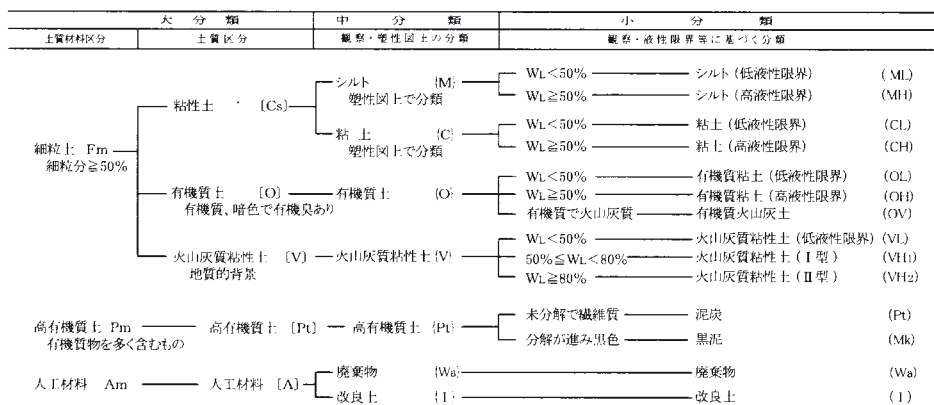 大分類 中分類 小分類
土質材料区分 土質区分 観察・塑性図上の分類 観察・液性限界等に基づく分類
WL<50% シルト(低液性限界) (ML)
シルト {M}
塑性図上で分類
WL≧50% シルト(高液性限界) (MH)
粘性土 〔Cs〕
WL<50% 粘土(低液性限界) (CL)
粘土 {C}
塑性図上で分類
WL≧50% 粘土(高液性限界) (CH)
細粒土 Fm
細粒分≧50%
WL<50% 有機質粘土(低液性限界) (OL)
有機質土 〔O〕 有機質土 {O} WL≧50% 有機質粘土(高液性限界) (OH)
有機質、暗色で有機臭あり
有機質で火山灰質 有機質火山灰土 (OV)
WL<50% 火山灰質粘性土(低液性限界) (VL)
火山灰質粘性土 〔V〕 火山灰質粘性土 {V} 50%≦WL<80% 火山灰質粘性土(Ⅰ型) (VH1)
地質的背景
WL≧80% 火山灰質粘性土(Ⅱ型) (VH2)
未分解で繊維質 泥炭 (Pt)
高有機質土 Pm 高有機質土 〔Pt〕 高有機質土 {Pt}
有機質物を多く含むもの
分解が進み黒色 黒泥 (Mk)
廃棄物 {Wa} 廃棄物 (Wa)
人工材料 Am 人工材料 〔A〕
改良土 {I} 改良土 (I)